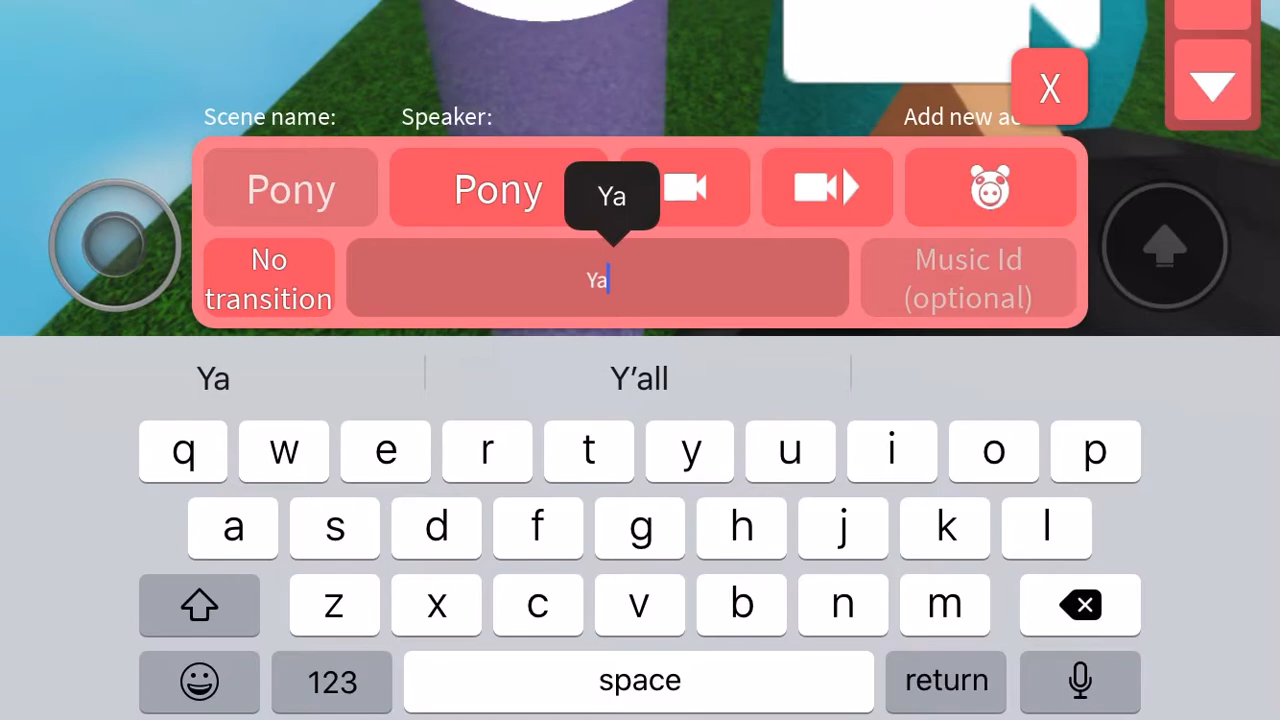 Scene name:
Speaker:
Add new ac
X
Pony
Pony
Ya
No
transition
Ya
Music Id
(optional)
Ya
Y’all
q w e r t y u i o p
a s d f g h j k l
z x c v b n m
123
space
return